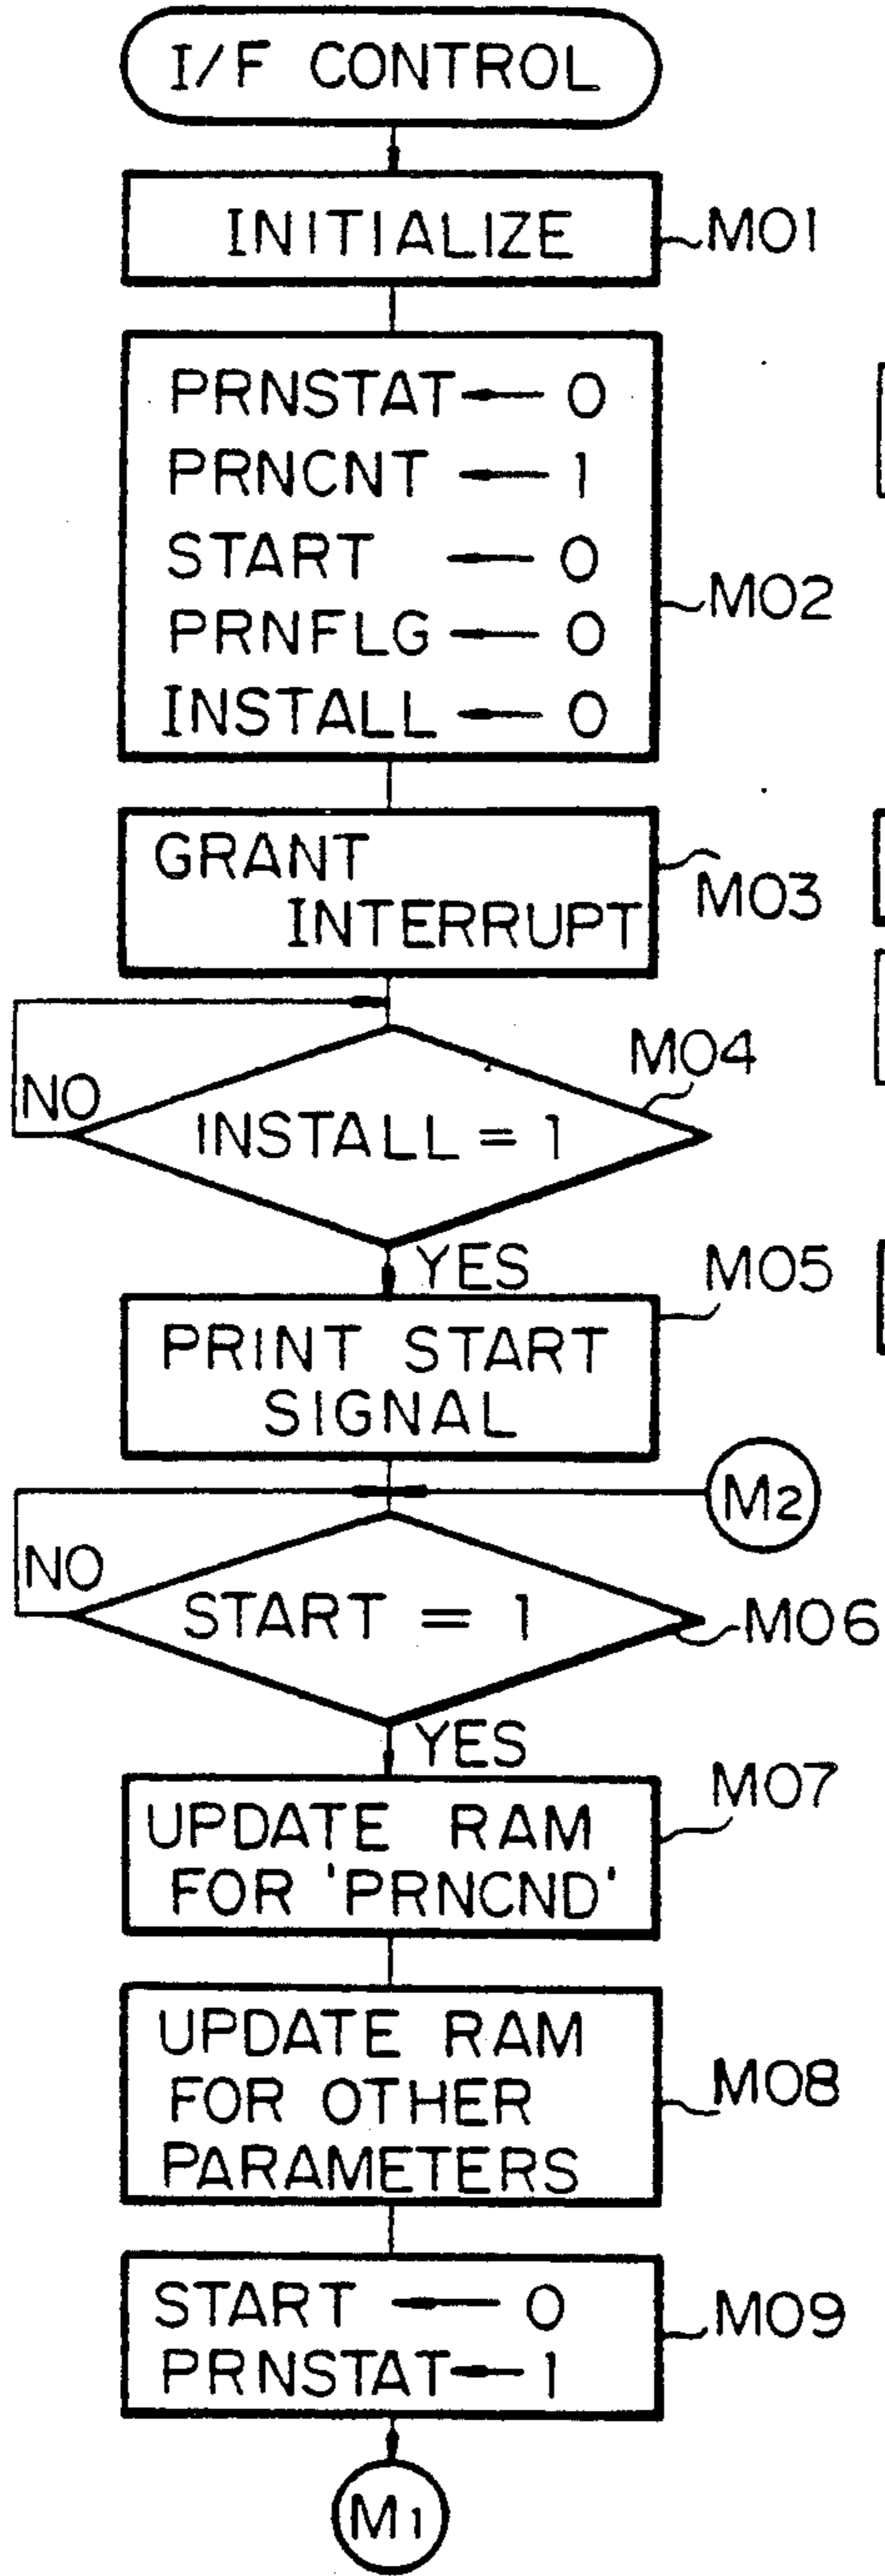 I/F CONTROL
INITIALIZE
M01
PRNSTAT ← 0
PRNCNT ← 1
START ← 0
PRNFLG ← 0
INSTALL ← 0
M02
GRANT
INTERRUPT
M03
M04
NO
INSTALL = 1
YES
M05
PRINT START
SIGNAL
M2
NO
START = 1
M06
YES
M07
UPDATE RAM
FOR 'PRNCND'
UPDATE RAM
FOR OTHER
PARAMETERS
M08
START ← 0
PRNSTAT ← 1
M09
M1